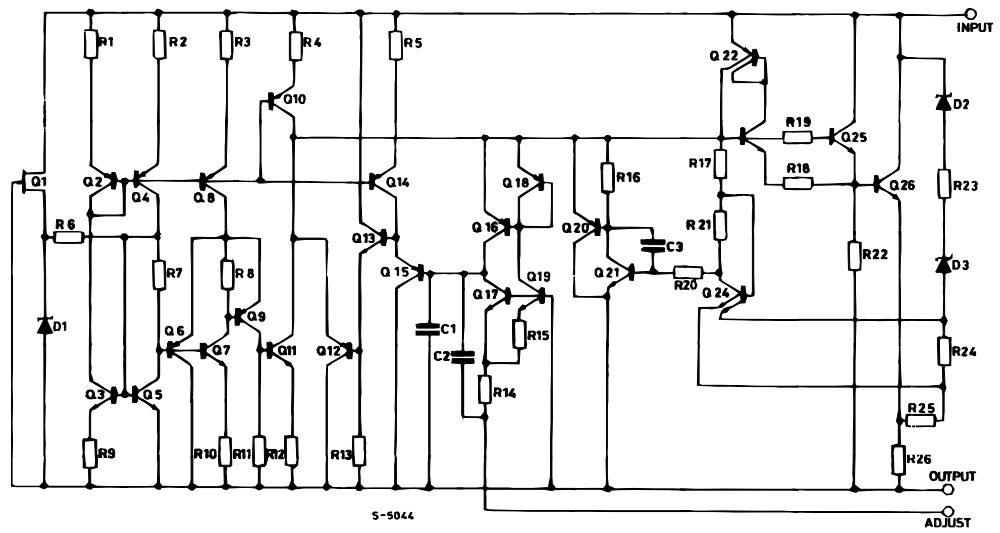 INPUT
R1 R2 R3 R4 R5
Q22
Q10
D2
R19
Q25
R17
R18
Q1 Q2 Q4 Q8 Q14 Q18 R16 Q26 R23
R6
Q13 Q16 Q20 R21
C3
R22
R7 R8 Q15 Q19 Q21 R20 D3
Q17 Q24
D1 Q6 Q9 C1 R15
Q7 Q11 Q12 C2 R24
Q3 Q5 R14
R25
R9 R10 R11 R12 R13 R26
OUTPUT
S-5044
ADJUST